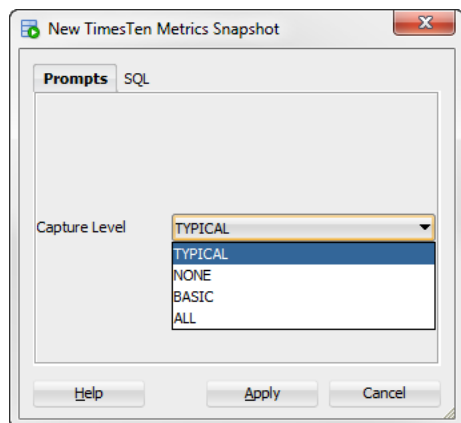 New TimesTen Metrics Snapshot
Prompts SQL
Capture Level TYPICAL
TYPICAL
NONE
BASIC
ALL
Help Apply Cancel